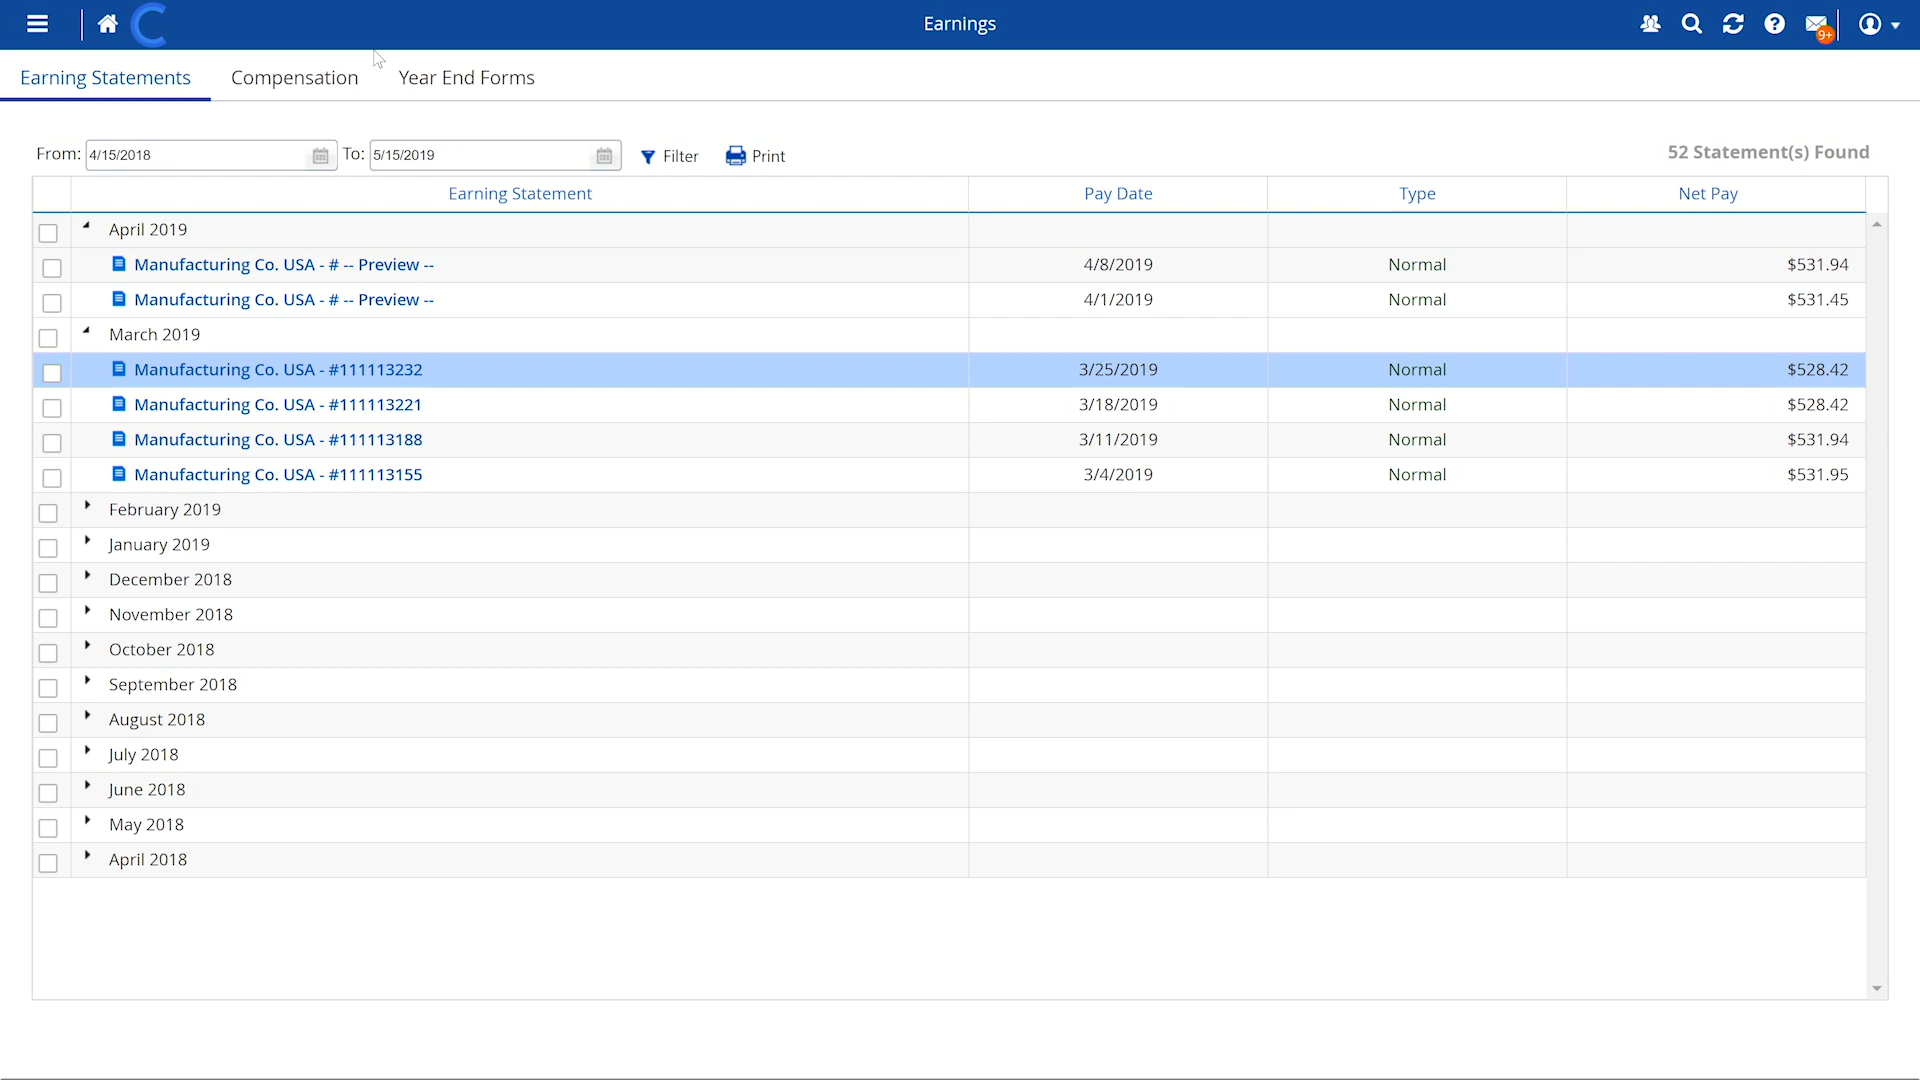 Earnings
9+
Earning Statements Compensation Year End Forms
From: 4/15/2018 To: 5/15/2019 Filter Print 52 Statement(s) Found
Earning Statement Pay Date Type Net Pay
April 2019
Manufacturing Co. USA - # -- Preview -- 4/8/2019 Normal $531.94
Manufacturing Co. USA - # -- Preview -- 4/1/2019 Normal $531.45
March 2019
Manufacturing Co. USA - #111113232 3/25/2019 Normal $528.42
Manufacturing Co. USA - #111113221 3/18/2019 Normal $528.42
Manufacturing Co. USA - #111113188 3/11/2019 Normal $531.94
Manufacturing Co. USA - #111113155 3/4/2019 Normal $531.95
February 2019
January 2019
December 2018
November 2018
October 2018
September 2018
August 2018
July 2018
June 2018
May 2018
April 2018